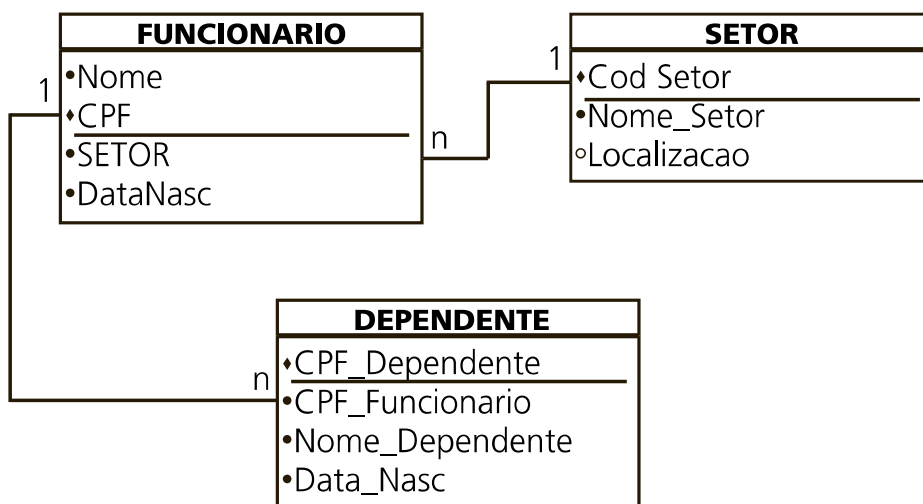 FUNCIONARIO
1
•Nome
♦CPF
•SETOR
•DataNasc
n
SETOR
1
♦Cod Setor
•Nome_Setor
○Localizacao
DEPENDENTE
n
♦CPF_Dependente
•CPF_Funcionario
•Nome_Dependente
•Data_Nasc